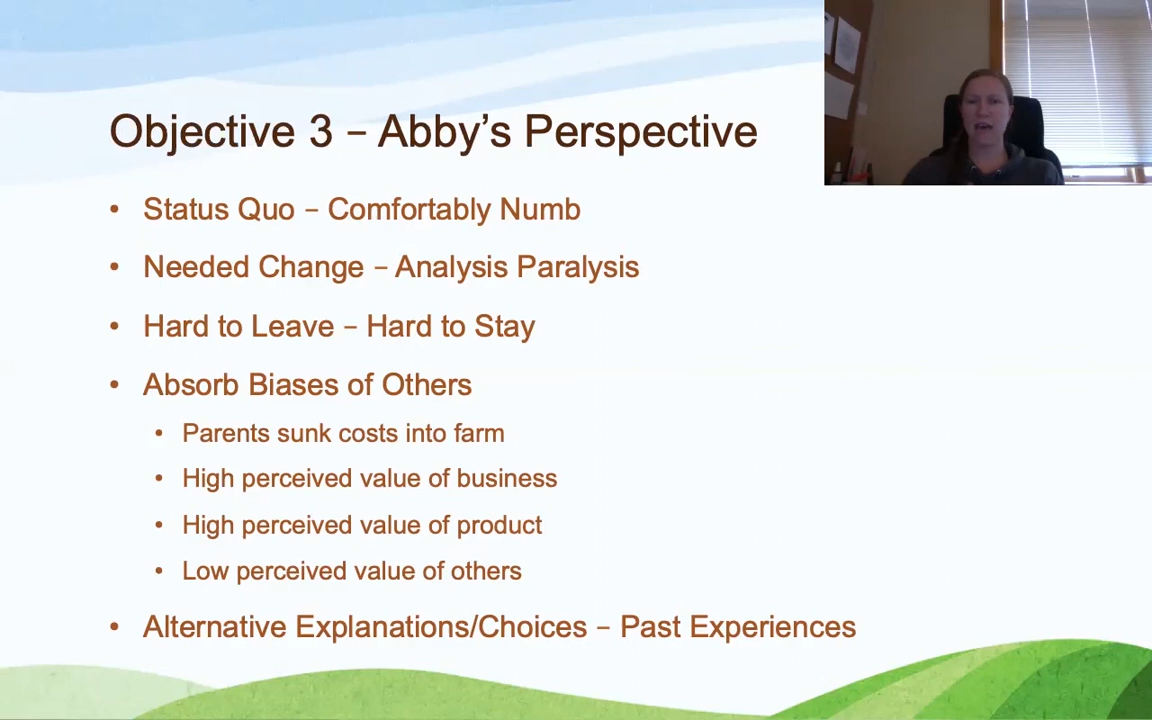 Objective 3 – Abby’s Perspective
• Status Quo – Comfortably Numb
• Needed Change – Analysis Paralysis
• Hard to Leave – Hard to Stay
• Absorb Biases of Others
• Parents sunk costs into farm
• High perceived value of business
• High perceived value of product
• Low perceived value of others
• Alternative Explanations/Choices – Past Experiences